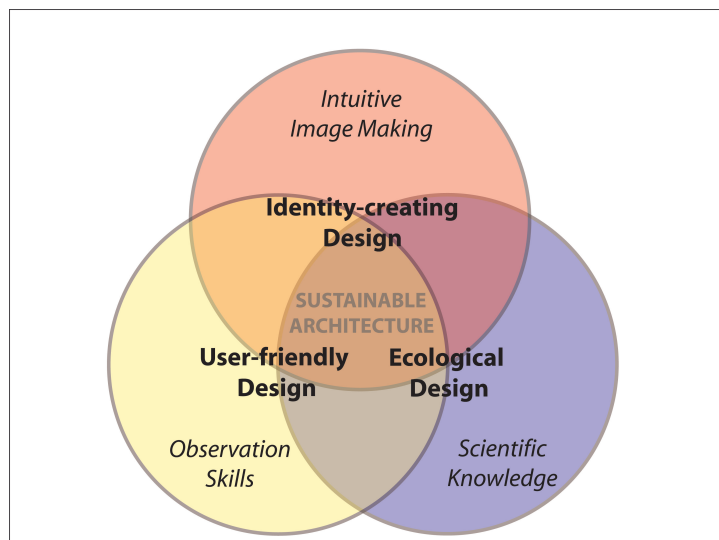 Intuitive
Image Making
Identity-creating
Design
SUSTAINABLE
ARCHITECTURE
User-friendly
Design
Ecological
Design
Observation
Skills
Scientific
Knowledge